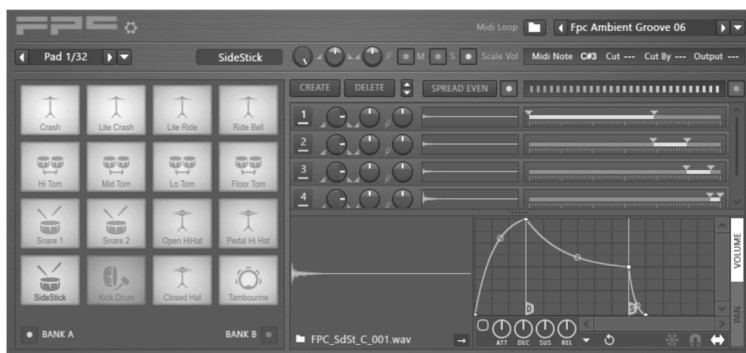 FPC
Midi Loop
Fpc Ambient Groove 06
Pad 1/32
SideStick
M
S
Scale Vol
Midi Note C#3 Cut --- Cut By --- Output ---
CREATE
DELETE
SPREAD EVEN
Crash
Lite Crash
Lite Ride
Ride Bell
Hi Tom
Mid Tom
Lo Tom
Floor Tom
Snare 1
Snare 2
Open HiHat
Pedal Hi Hat
SideStick
Kick Drum
Closed Hat
Tambourine
BANK A
BANK B
1
2
3
4
FPC_SdSt_C_001.wav
D
S
ATT
DEC
SUS
REL
VOLUME
PAN